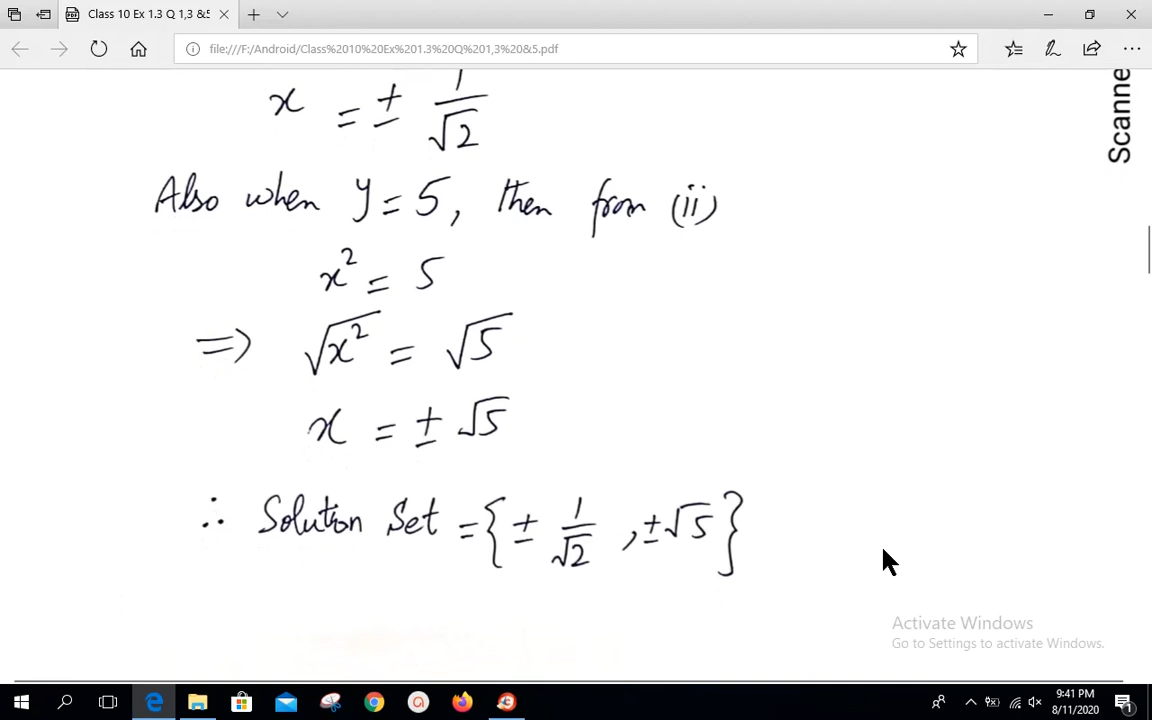 Class 10 Ex 1.3 Q 1,3 &5
file:///F:/Android/Class%2010%20Ex%201.3%20Q%201,3%20&5.pdf
x = ± 1/√2
Scanne
Also when y = 5, then from (ii)
x² = 5
⇒ √x² = √5
x = ± √5
∴ Solution Set = { ± 1/√2 , ±√5 }
Activate Windows
Go to Settings to activate Windows.
9:41 PM
8/11/2020
1